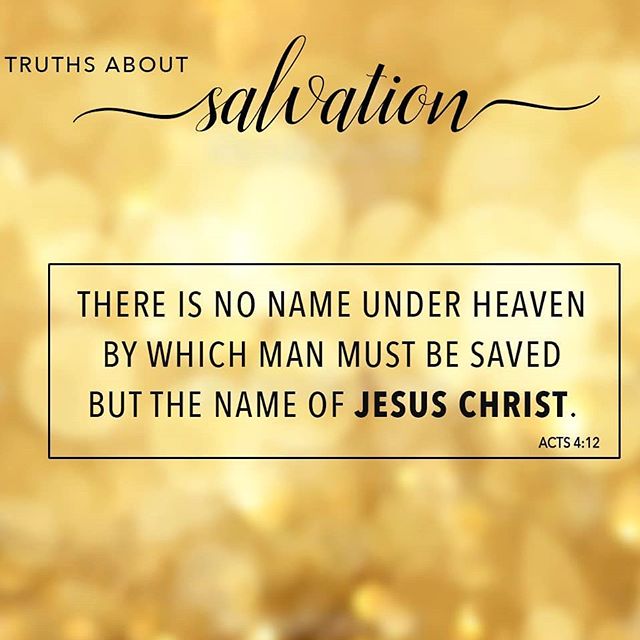 TRUTHS ABOUT
salvation
THERE IS NO NAME UNDER HEAVEN
BY WHICH MAN MUST BE SAVED
BUT THE NAME OF JESUS CHRIST.
ACTS 4:12